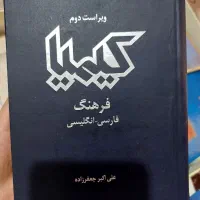 ویراست دوم
کیمیا
فرهنگ
فارسی-انگلیسی
علی اکبر جعفرزاده